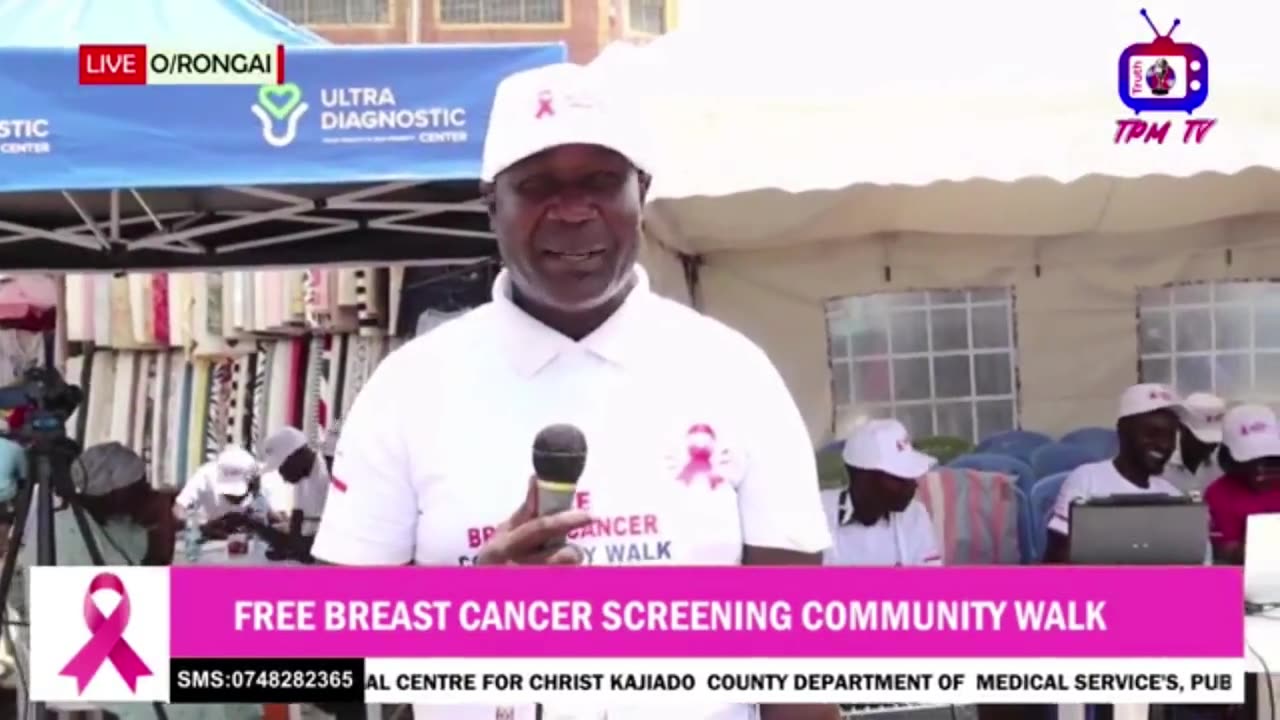 LIVE O/RONGAI
STIC
CENTER
ULTRA
DIAGNOSTIC
CENTER
Truth
TPM TV
BREAST CANCER
WALK
FREE BREAST CANCER SCREENING COMMUNITY WALK
SMS:0748282365
AL CENTRE FOR CHRIST KAJIADO COUNTY DEPARTMENT OF MEDICAL SERVICE'S, PUB